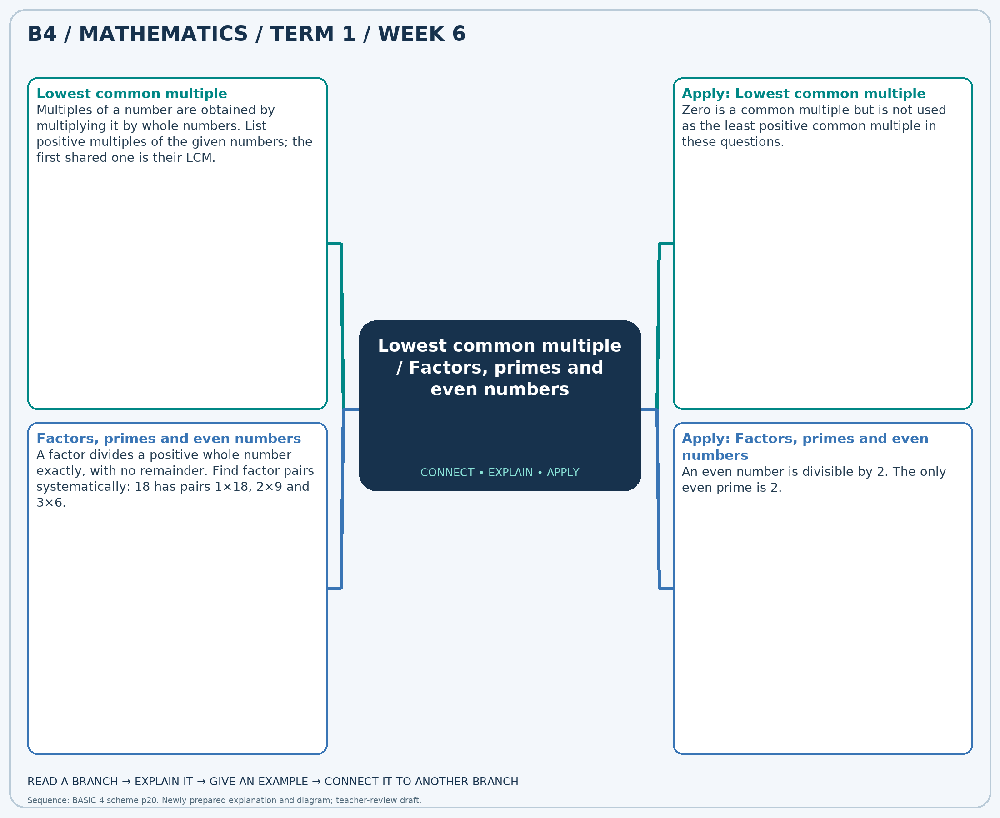 B4 / MATHEMATICS / TERM 1 / WEEK 6
Lowest common multiple
Multiples of a number are obtained by
multiplying it by whole numbers. List
positive multiples of the given numbers; the
first shared one is their LCM.
Apply: Lowest common multiple
Zero is a common multiple but is not used
as the least positive common multiple in
these questions.
Lowest common multiple
/ Factors, primes and
even numbers
CONNECT • EXPLAIN • APPLY
Factors, primes and even numbers
A factor divides a positive whole number
exactly, with no remainder. Find factor pairs
systematically: 18 has pairs 1×18, 2×9 and
3×6.
Apply: Factors, primes and even
numbers
An even number is divisible by 2. The only
even prime is 2.
READ A BRANCH → EXPLAIN IT → GIVE AN EXAMPLE → CONNECT IT TO ANOTHER BRANCH
Sequence: BASIC 4 scheme p20. Newly prepared explanation and diagram; teacher-review draft.